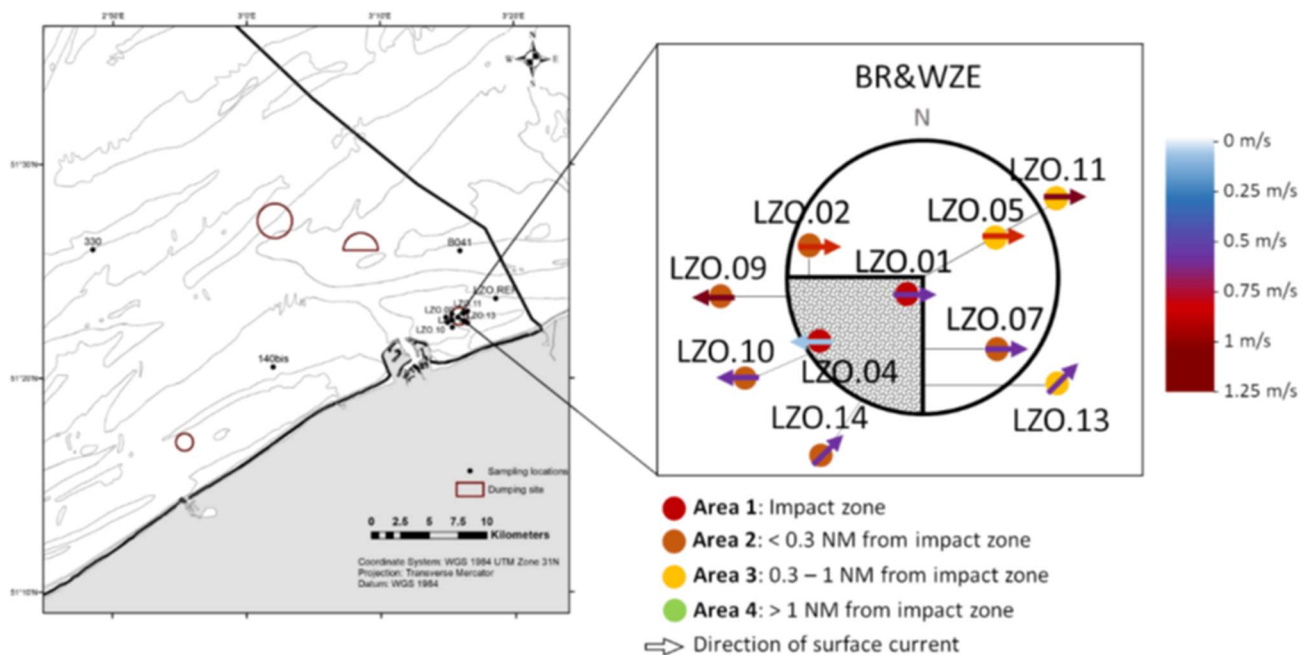 2°50'E 3°0'E 3°10'E 3°20'E
N
W E
S
51°30'N
51°20'N
51°10'N
330
B041
LZO.REF
LZO.11
LZO.13
LZO.10
140bis
Sampling locations
Dumping site
0 2.5 5 7.5 10
Kilometers
Coordinate System: WGS 1984 UTM Zone 31N
Projection: Transverse Mercator
Datum: WGS 1984
BR&WZE
N
LZO.11
LZO.02 LZO.05
LZO.09 LZO.01
LZO.07
LZO.10
LZO.04
LZO.14 LZO.13
0 m/s
0.25 m/s
0.5 m/s
0.75 m/s
1 m/s
1.25 m/s
Area 1: Impact zone
Area 2: < 0.3 NM from impact zone
Area 3: 0.3 – 1 NM from impact zone
Area 4: > 1 NM from impact zone
Direction of surface current